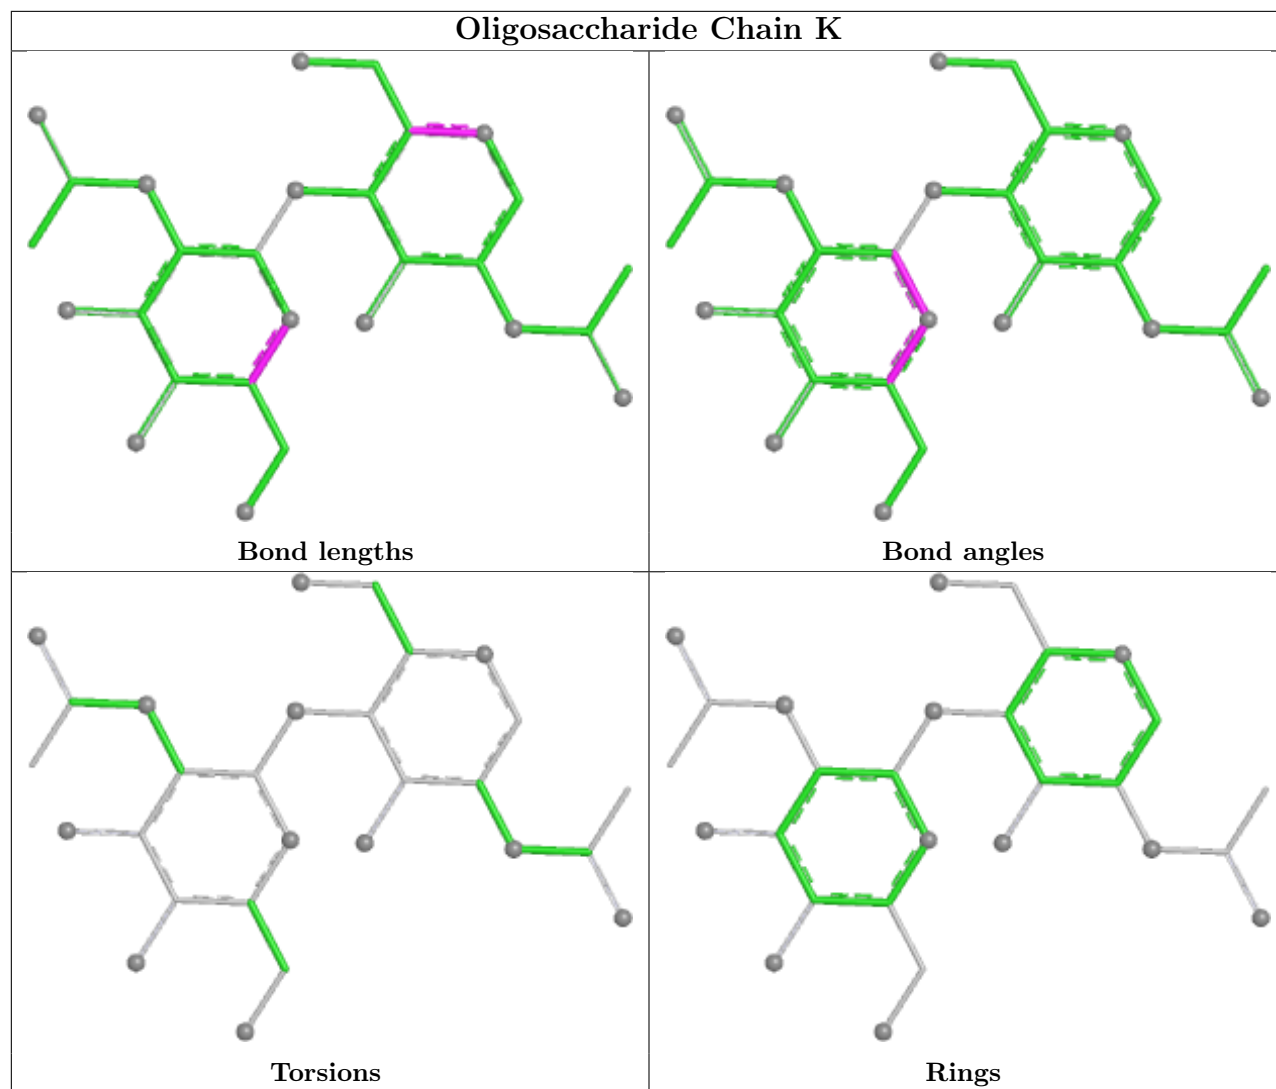 Oligosaccharide Chain K
Bond lengths
Bond angles
Torsions
Rings